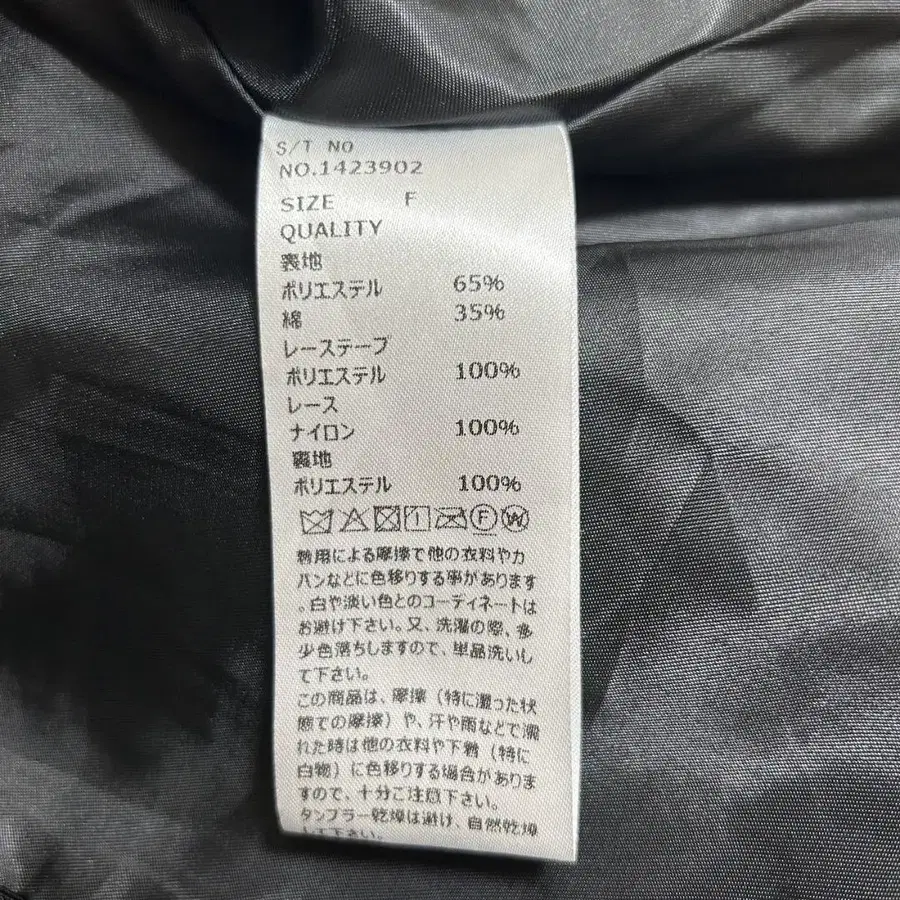 S/T NO
NO.1423902
SIZE F
QUALITY
表地
ポリエステル 65%
綿 35%
レーステープ
ポリエステル 100%
レース
ナイロン 100%
裏地
ポリエステル 100%
F W
着用による摩擦で他の衣料やカ
バンなどに色移りする事があります
。白や淡い色とのコーディネートは
お避け下さい。又、洗濯の際、多
少色落ちしますので、単品洗いし
て下さい。
この商品は、摩擦（特に湿った状
態での摩擦）や、汗や雨などで濡
れた時は他の衣料や下着（特に
白物）に色移りする場合がありま
すので、十分ご注意下さい。
タンブラー乾燥は避け、自然乾燥
して下さい。